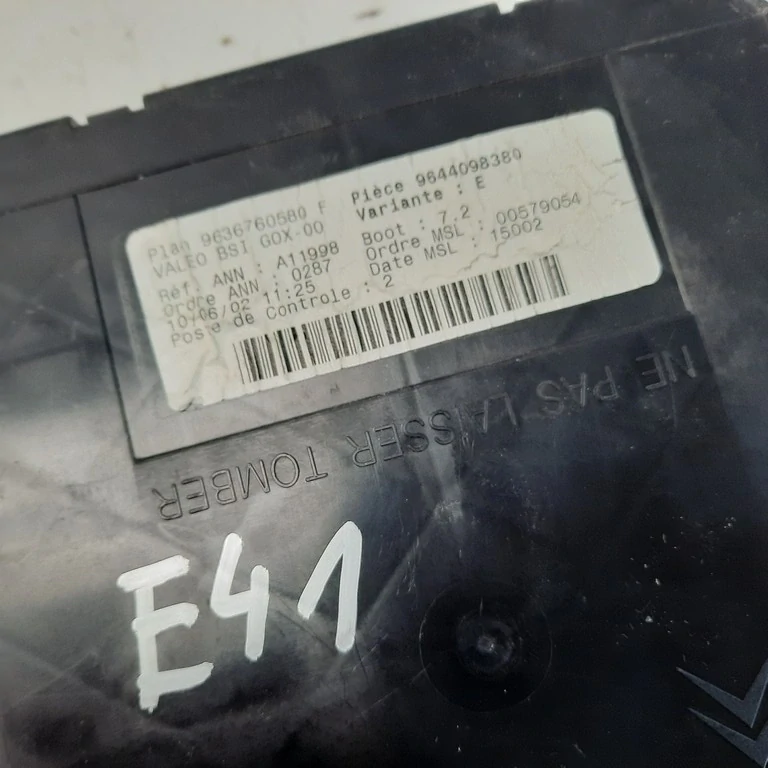 Plan 9636760580 F Pièce 9644098380
VALEO BSI G0X-00 Variante : E
Réf. ANN : A11998 Boot : 7.2
Ordre ANN : 0287 Ordre MSL : 00579054
10/06/02 11:25 Date MSL : 15002
Poste de Controle : 2
NE PAS LAISSER TOMBER
E41